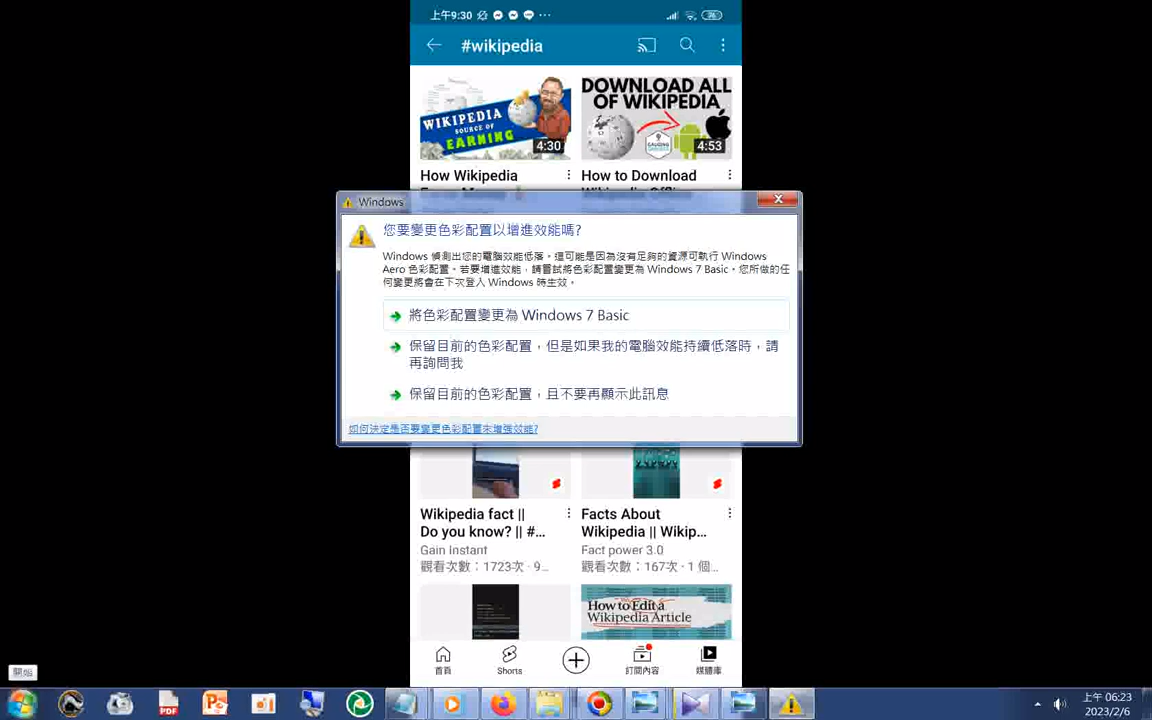 上午9:30
#wikipedia
WIKIPEDIA
SOURCE OF
EARNING
4:30
DOWNLOAD ALL
OF WIKIPEDIA
4:53
How Wikipedia
How to Download
Windows
您要變更色彩配置以增進效能嗎?
Windows 偵測出您的電腦效能低落。這可能是因為沒有足夠的資源可執行 Windows
Aero 色彩配置。若要增進效能，請嘗試將色彩配置變更為 Windows 7 Basic。您所做的任
何變更將會在下次登入 Windows 時生效。
將色彩配置變更為 Windows 7 Basic
保留目前的色彩配置，但是如果我的電腦效能持續低落時，請
再詢問我
保留目前的色彩配置，且不要再顯示此訊息
如何決定是否要變更色彩配置來增強效能?
Wikipedia fact ||
Do you know? || #...
Gain Instant
觀看次數：1723次 · 9...
Facts About
Wikipedia || Wikip...
Fact power 3.0
觀看次數：167次 · 1 個...
How to Edit a
Wikipedia Article
首頁
Shorts
訂閱內容
媒體庫
開始
PDF
上午 06:23
2023/2/6